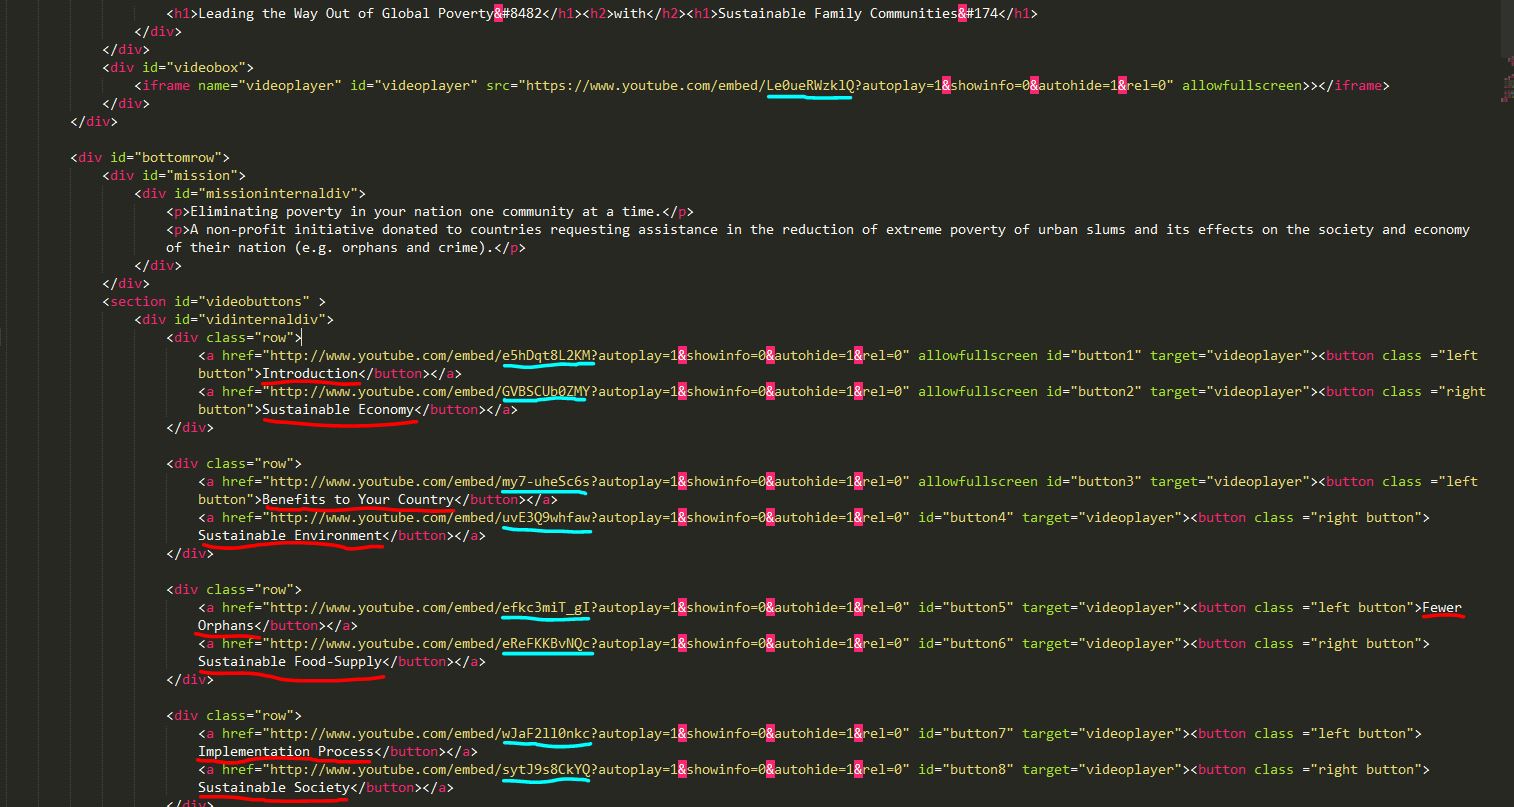 <h1>Leading the Way Out of Global Poverty&#8482</h1><h2>with</h2><h1>Sustainable Family Communities&#174</h1>
</div>
</div>
<div id="videobox">
<iframe name="videoplayer" id="videoplayer" src="https://www.youtube.com/embed/Le0ueRWzklQ?autoplay=1&showinfo=0&autohide=1&rel=0" allowfullscreen>></iframe>
</div>
</div>
<div id="bottomrow">
<div id="mission">
<div id="missioninternaldiv">
<p>Eliminating poverty in your nation one community at a time.</p>
<p>A non-profit initiative donated to countries requesting assistance in the reduction of extreme poverty of urban slums and its effects on the society and economy
of their nation (e.g. orphans and crime).</p>
</div>
</div>
<section id="videobuttons" >
<div id="vidinternaldiv">
<div class="row">
<a href="http://www.youtube.com/embed/e5hDqt8L2KM?autoplay=1&showinfo=0&autohide=1&rel=0" allowfullscreen id="button1" target="videoplayer"><button class ="left
button">Introduction</button></a>
<a href="http://www.youtube.com/embed/GVBSCUb0ZMY?autoplay=1&showinfo=0&autohide=1&rel=0" allowfullscreen id="button2" target="videoplayer"><button class ="right
button">Sustainable Economy</button></a>
</div>
<div class="row">
<a href="http://www.youtube.com/embed/my7-uheSc6s?autoplay=1&showinfo=0&autohide=1&rel=0" allowfullscreen id="button3" target="videoplayer"><button class ="left
button">Benefits to Your Country</button></a>
<a href="http://www.youtube.com/embed/uvE3Q9whfaw?autoplay=1&showinfo=0&autohide=1&rel=0" id="button4" target="videoplayer"><button class ="right button">
Sustainable Environment</button></a>
</div>
<div class="row">
<a href="http://www.youtube.com/embed/efkc3miT_gI?autoplay=1&showinfo=0&autohide=1&rel=0" id="button5" target="videoplayer"><button class ="left button">Fewer
Orphans</button></a>
<a href="http://www.youtube.com/embed/eReFKKBvNQc?autoplay=1&showinfo=0&autohide=1&rel=0" id="button6" target="videoplayer"><button class ="right button">
Sustainable Food-Supply</button></a>
</div>
<div class="row">
<a href="http://www.youtube.com/embed/wJaF2ll0nkc?autoplay=1&showinfo=0&autohide=1&rel=0" id="button7" target="videoplayer"><button class ="left button">
Implementation Process</button></a>
<a href="http://www.youtube.com/embed/sytJ9s8CkYQ?autoplay=1&showinfo=0&autohide=1&rel=0" id="button8" target="videoplayer"><button class ="right button">
Sustainable Society</button></a>
</div>